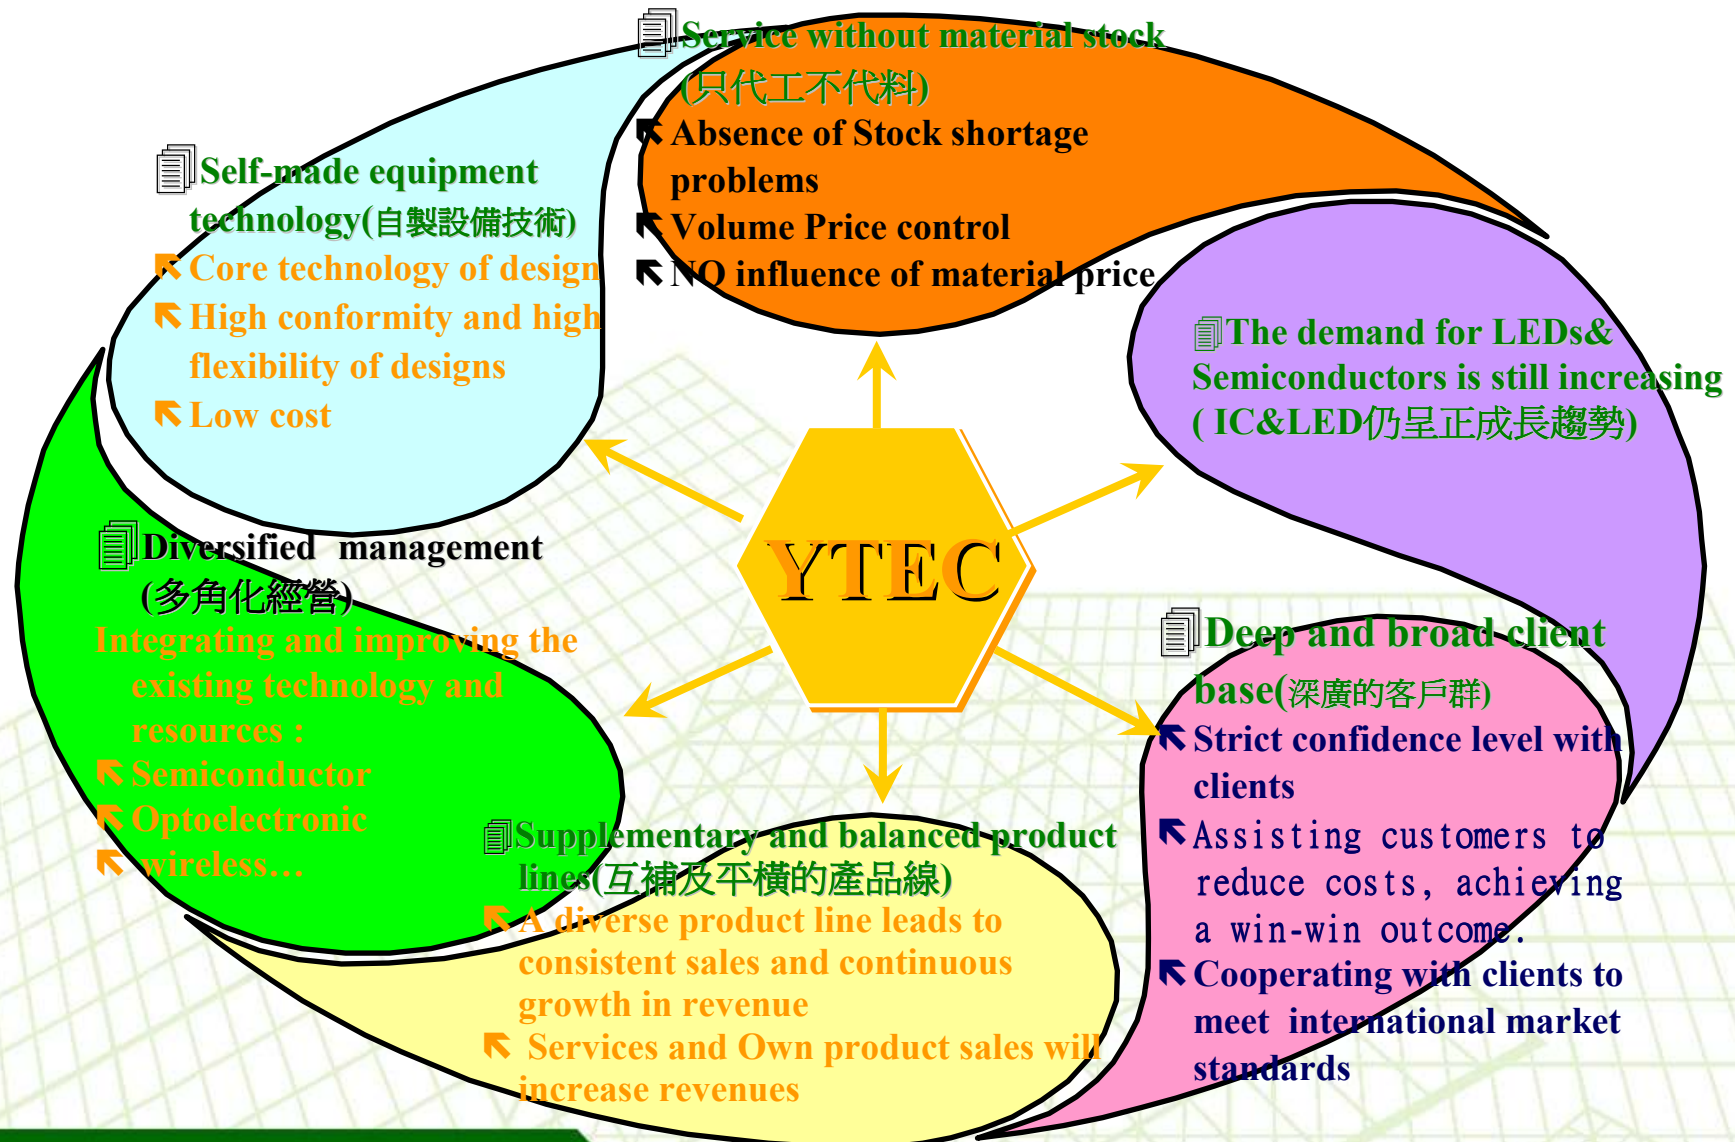 Service without material stock
(只代工不代料)
Absence of Stock shortage
problems
Volume Price control
NO influence of material price
Self-made equipment
technology(自製設備技術)
Core technology of design
High conformity and high
flexibility of designs
Low cost
The demand for LEDs&
Semiconductors is still increasing
( IC&LED仍呈正成長趨勢)
YTEC
Diversified management
(多角化經營)
Integrating and improving the
existing technology and
resources :
Semiconductor
Optoelectronic
wireless…
Deep and broad client
base(深廣的客戶群)
Strict confidence level with
clients
Assisting customers to
reduce costs, achieving
a win-win outcome.
Cooperating with clients to
meet international market
standards
Supplementary and balanced product
lines(互補及平橫的產品線)
A diverse product line leads to
consistent sales and continuous
growth in revenue
Services and Own product sales will
increase revenues